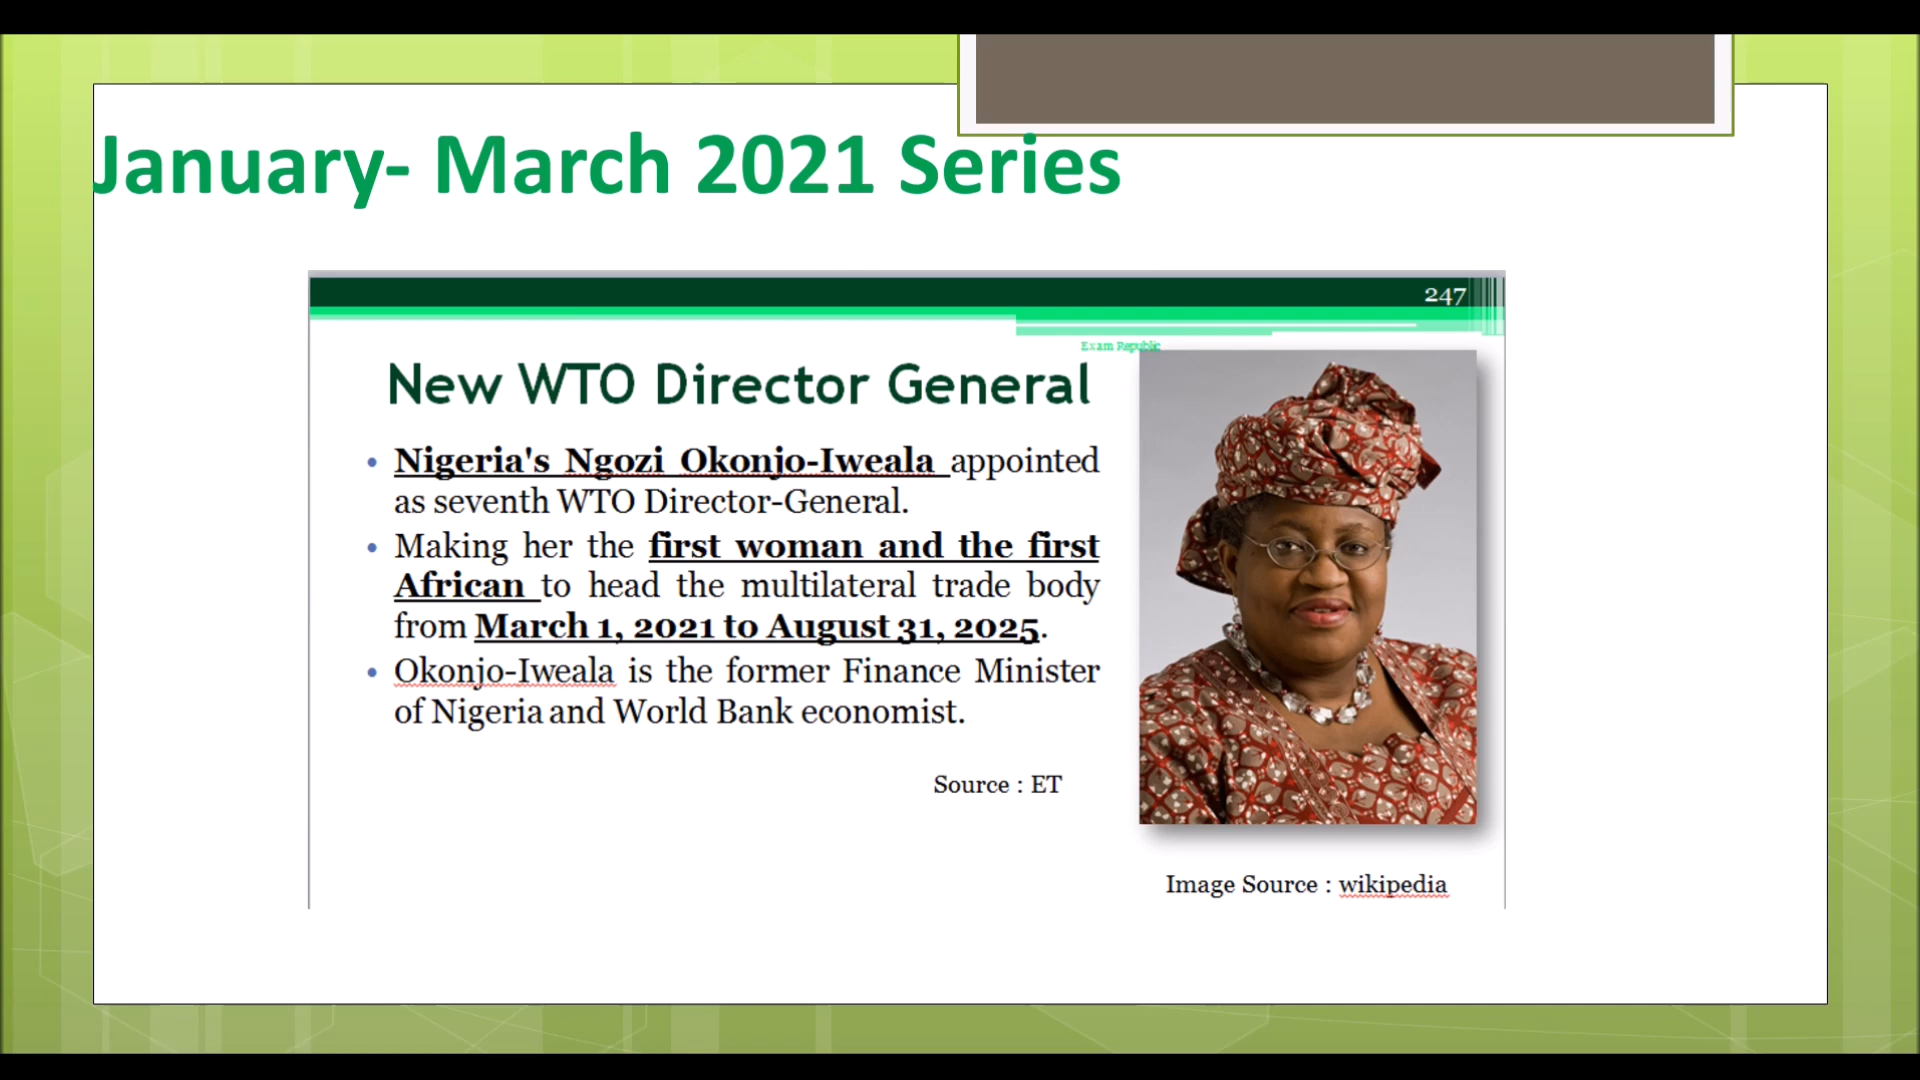 January- March 2021 Series
247
Exam Republic
New WTO Director General
• Nigeria's Ngozi Okonjo-Iweala appointed
as seventh WTO Director-General.
• Making her the first woman and the first
African to head the multilateral trade body
from March 1, 2021 to August 31, 2025.
• Okonjo-Iweala is the former Finance Minister
of Nigeria and World Bank economist.
Source : ET
Image Source : wikipedia